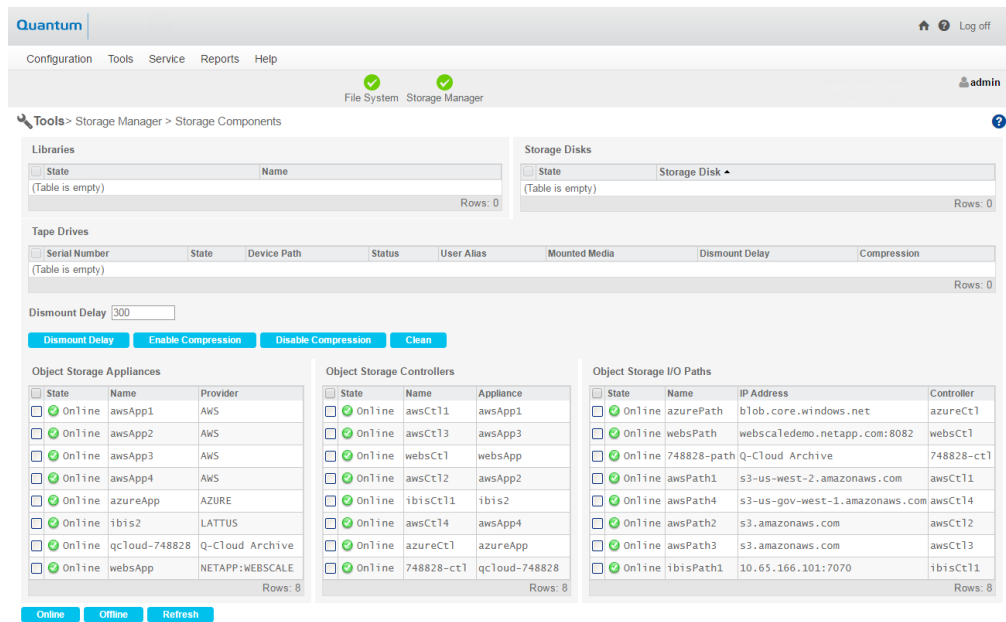 Quantum
Log off
Configuration Tools Service Reports Help
File System Storage Manager
admin
Tools> Storage Manager > Storage Components
Libraries
State Name
(Table is empty)
Rows: 0
Storage Disks
State Storage Disk
(Table is empty)
Rows: 0
Tape Drives
Serial Number State Device Path Status User Alias Mounted Media Dismount Delay Compression
(Table is empty)
Rows: 0
Dismount Delay 300
Dismount Delay Enable Compression Disable Compression Clean
Object Storage Appliances
State Name Provider
Online awsApp1 AWS
Online awsApp2 AWS
Online awsApp3 AWS
Online awsApp4 AWS
Online azureApp AZURE
Online ibis2 LATTUS
Online qcloud-748828 Q-Cloud Archive
Online websApp NETAPP:WEBSCALE
Rows: 8
Object Storage Controllers
State Name Appliance
Online awsCtl1 awsApp1
Online awsCtl3 awsApp3
Online websCtl websApp
Online awsCtl2 awsApp2
Online ibisCtl1 ibis2
Online awsCtl4 awsApp4
Online azureCtl azureApp
Online 748828-ctl qcloud-748828
Rows: 8
Object Storage I/O Paths
State Name IP Address Controller
Online azurePath blob.core.windows.net azureCtl
Online websPath webscaledemo.netapp.com:8082 websCtl
Online 748828-path Q-Cloud Archive 748828-ctl
Online awsPath1 s3-us-west-2.amazonaws.com awsCtl1
Online awsPath4 s3-us-gov-west-1.amazonaws.com awsCtl4
Online awsPath2 s3.amazonaws.com awsCtl2
Online awsPath3 s3.amazonaws.com awsCtl3
Online ibisPath1 10.65.166.101:7070 ibisCtl1
Rows: 8
Online Offline Refresh